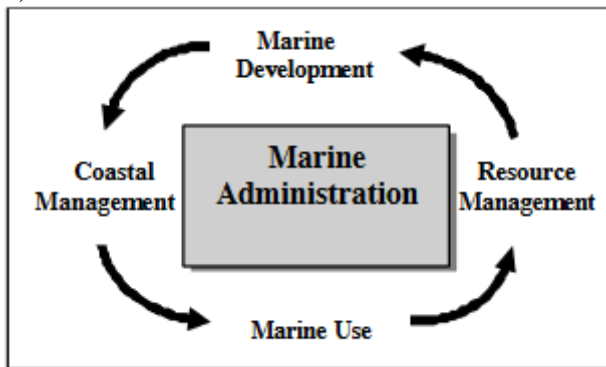 Marine
Development
Marine
Administration
Coastal
Management
Resource
Management
Marine Use